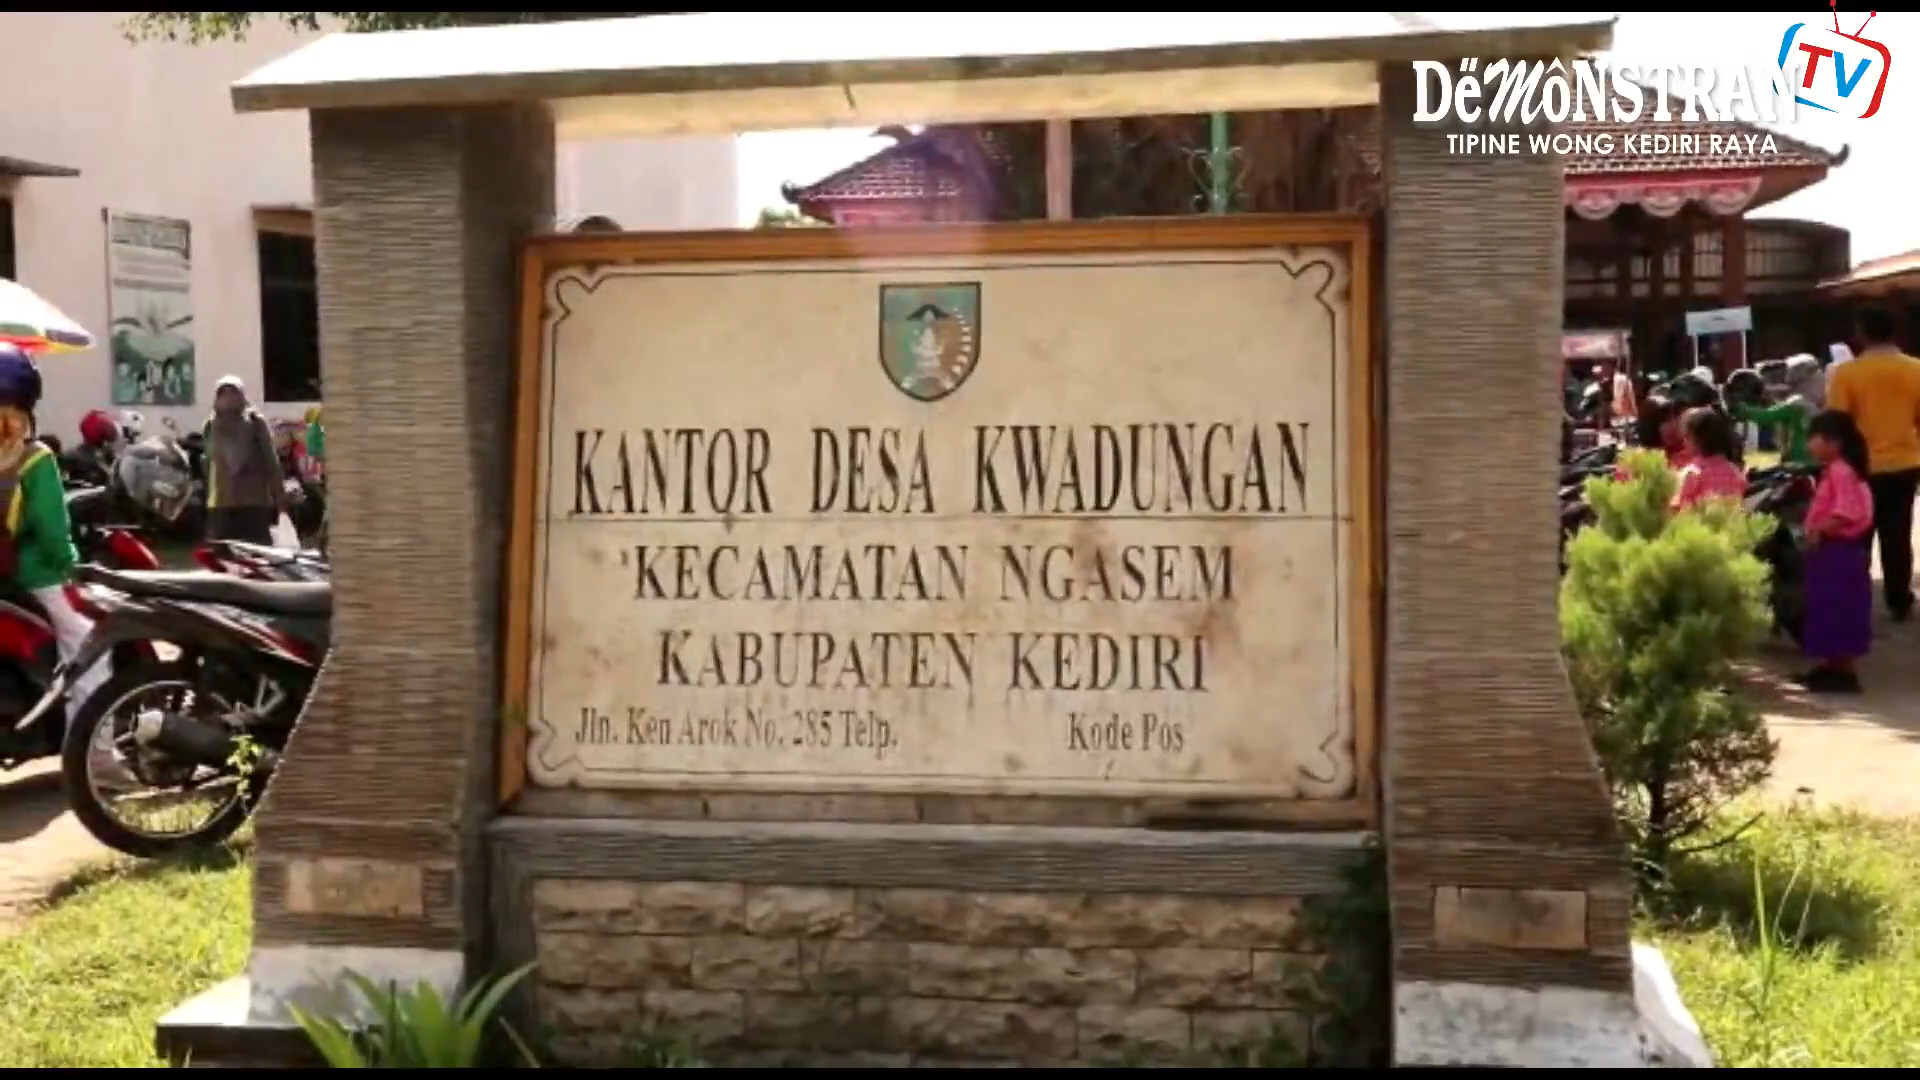 DëMÔNSTRAN TV
TIPINE WONG KEDIRI RAYA
KANTOR DESA KWADUNGAN
KECAMATAN NGASEM
KABUPATEN KEDIRI
Jln. Ken Arok No. 285 Telp. Kode Pos